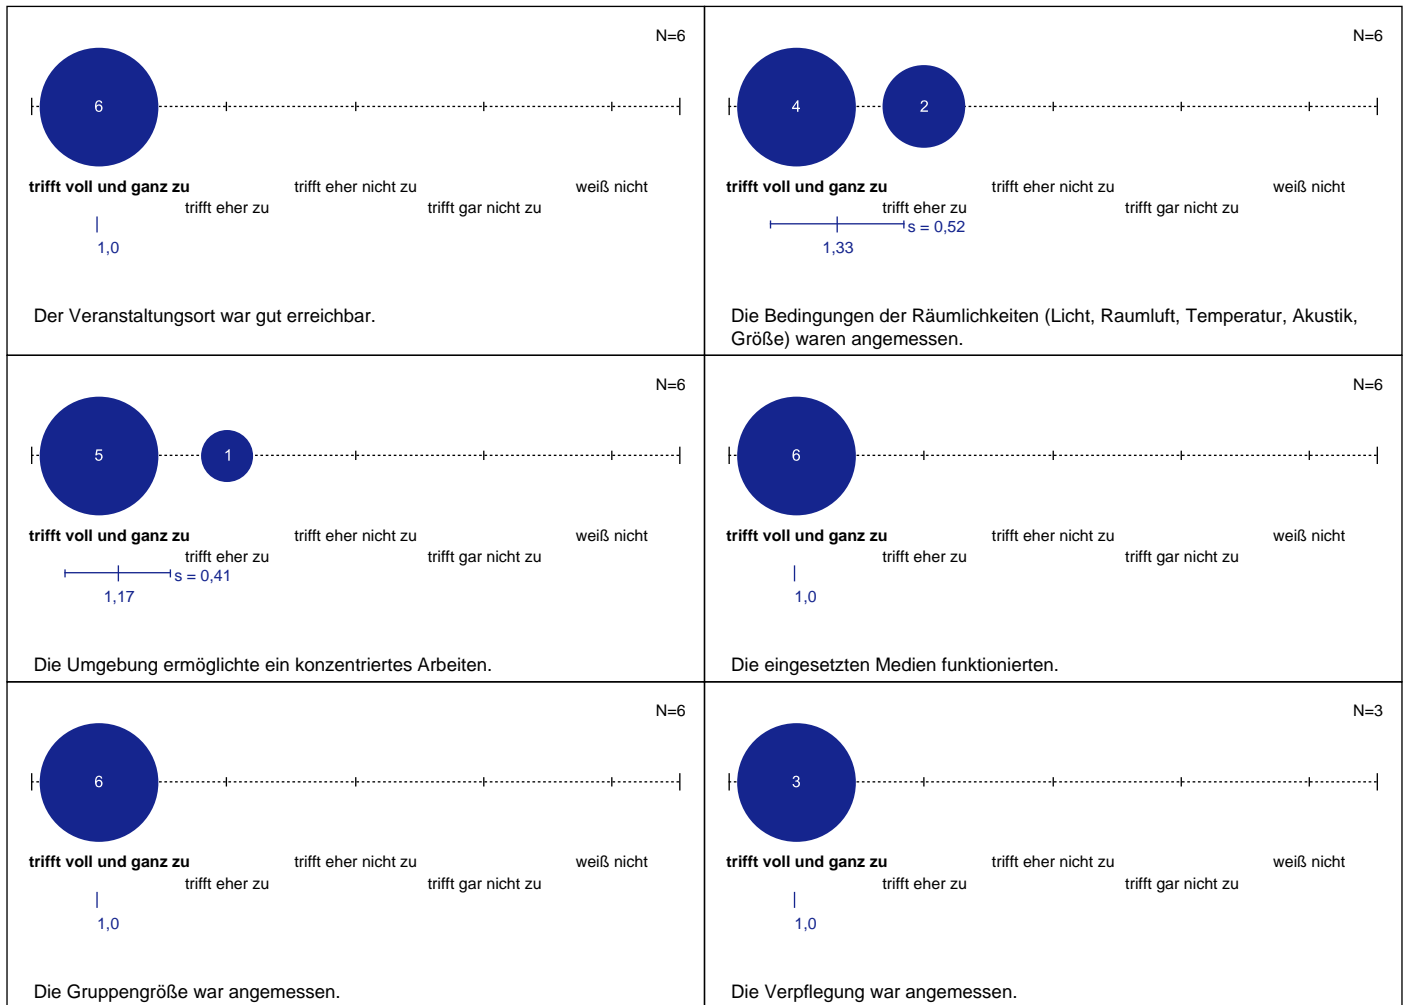 N=6
6
trifft voll und ganz zu
trifft eher zu
trifft eher nicht zu
trifft gar nicht zu
weiß nicht
1,0
Der Veranstaltungsort war gut erreichbar.
N=6
4
2
trifft voll und ganz zu
trifft eher zu
trifft eher nicht zu
trifft gar nicht zu
weiß nicht
s = 0,52
1,33
Die Bedingungen der Räumlichkeiten (Licht, Raumluft, Temperatur, Akustik,
Größe) waren angemessen.
N=6
5
1
trifft voll und ganz zu
trifft eher zu
trifft eher nicht zu
trifft gar nicht zu
weiß nicht
s = 0,41
1,17
Die Umgebung ermöglichte ein konzentriertes Arbeiten.
N=6
6
trifft voll und ganz zu
trifft eher zu
trifft eher nicht zu
trifft gar nicht zu
weiß nicht
1,0
Die eingesetzten Medien funktionierten.
N=6
6
trifft voll und ganz zu
trifft eher zu
trifft eher nicht zu
trifft gar nicht zu
weiß nicht
1,0
Die Gruppengröße war angemessen.
N=3
3
trifft voll und ganz zu
trifft eher zu
trifft eher nicht zu
trifft gar nicht zu
weiß nicht
1,0
Die Verpflegung war angemessen.